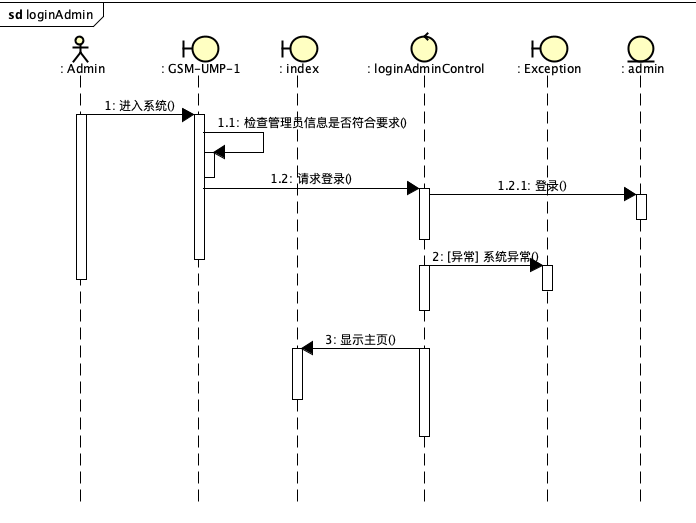 sd loginAdmin
: Admin
: GSM-UMP-1
: index
: loginAdminControl
: Exception
: admin
1: 进入系统()
1.1: 检查管理员信息是否符合要求()
1.2: 请求登录()
1.2.1: 登录()
2: [异常] 系统异常()
3: 显示主页()